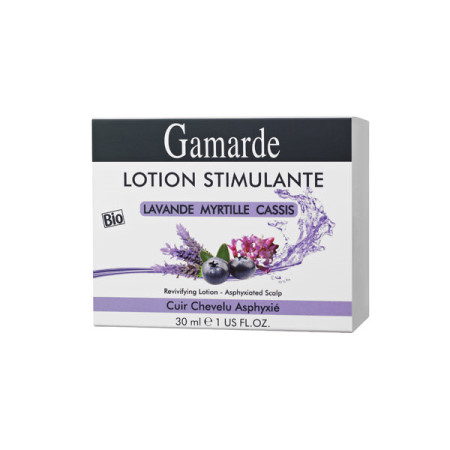 Gamarde
LOTION STIMULANTE
LAVANDE MYRTILLE CASSIS
Bio
Revivifying Lotion - Asphyxiated Scalp
Cuir Chevelu Asphyxié
30 ml ℮ 1 US FL.OZ.